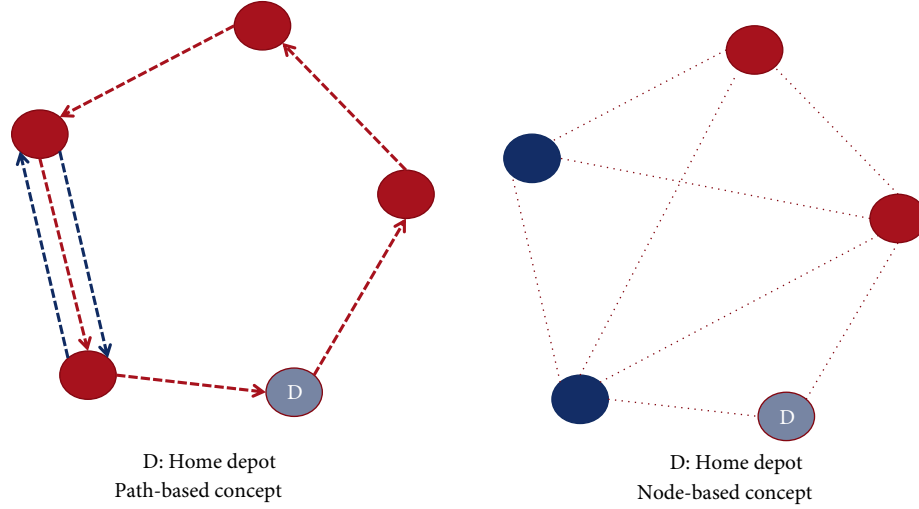 D
D: Home depot
Path-based concept
D
D: Home depot
Node-based concept